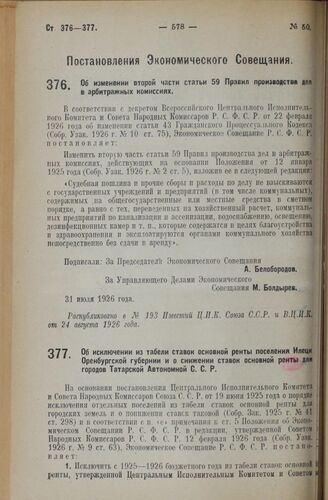 Ст 376—377. — 578 — № 50.
Постановления Экономического Совещания.
376. Об изменении второй части статьи 59 Правил производства дел
в арбитражных комиссиях.
В соответствии с декретом Всероссийского Центрального Исполнитель-
ного Комитета и Совета Народных Комиссаров Р. С. Ф. С. Р. от 22 февраля
1926 года об изменении статьи 43 Гражданского Процессуального Кодекса
(Собр. Узак. 1926 г. № 10 ст. 75), Экономическое Совещание Р. С. Ф. С. Р.
постановляет:
Изменить вторую часть статьи 59 Правил производства дел в арбитраж-
ных комиссиях, действующих на основании Положения от 12 января
1925 года (Собр. Узак. 1926 г. № 2 ст. 5), изложив ее в следующей редакции:
«Судебная пошлина и прочие сборы и расходы по делу не взыскиваются
с государственных учреждений и предприятий (в том числе коммунальных),
содержимых на общегосударственные или местные средства в сметном
порядке, а равно с тех, переведенных на хозяйственный расчет, коммуналь-
ных предприятий по канализации и ассенизации, водоснабжению, освещению,
дезинфекционных камер и т. п., которые содержатся в целях благоустройства
и здравоохранения и эксплоатируются органами коммунального хозяйства
непосредственно без сдачи в аренду».
Подписали: За Председателя Экономического Совещания
А. Белобородов.
За Управляющего Делами Экономического
Совещания М. Болдырев.
31 июля 1926 года.
Распубликовано в № 193 Известий Ц.И.К. Союза С.С.Р. и В.Ц.И.К.
от 24 августа 1926 года.
377. Об исключении из табели ставок основной ренты поселения Илецк
Оренбургской губернии и о снижении ставок основной ренты для
городов Татарской Автономной С. С. Р.
На основании постановления Центрального Исполнительного Комитета
и Совета Народных Комиссаров Союза С. С. Р. от 19 июня 1925 года о порядке
исключения отдельных поселений из табели ставок основной ренты для
городских земель и о понижении ставок таковой (Собр. Зак. 1925 г. № 41
ст. 298) и в соответствии с п. «е» примечания к ст. 5 Положения об Эконо-
мическом Совещании Р. С. Ф. С. Р. в редакции, утвержденной Советом
Народных Комиссаров Р. С. Ф. С. Р. 12 февраля 1926 года (Собр. Узак.
1926 г. № 9 ст. 63), Экономическое Совещание Р. С. Ф. С. Р. постанов-
ляет:
1. Исключить с 1925—1926 бюджетного года из табели ставок основной
ренты, утвержденной Центральным Исполнительным Комитетом и Советом